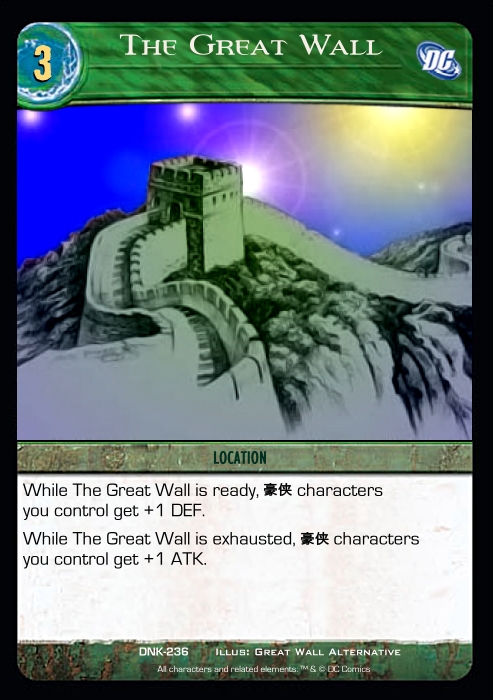 3
The Great Wall
DC
LOCATION
While The Great Wall is ready, 豪侠 characters
you control get +1 DEF.
While The Great Wall is exhausted, 豪侠 characters
you control get +1 ATK.
DNK-236 Illus: Great Wall Alternative
All characters and related elements: ™ & © DC Comics